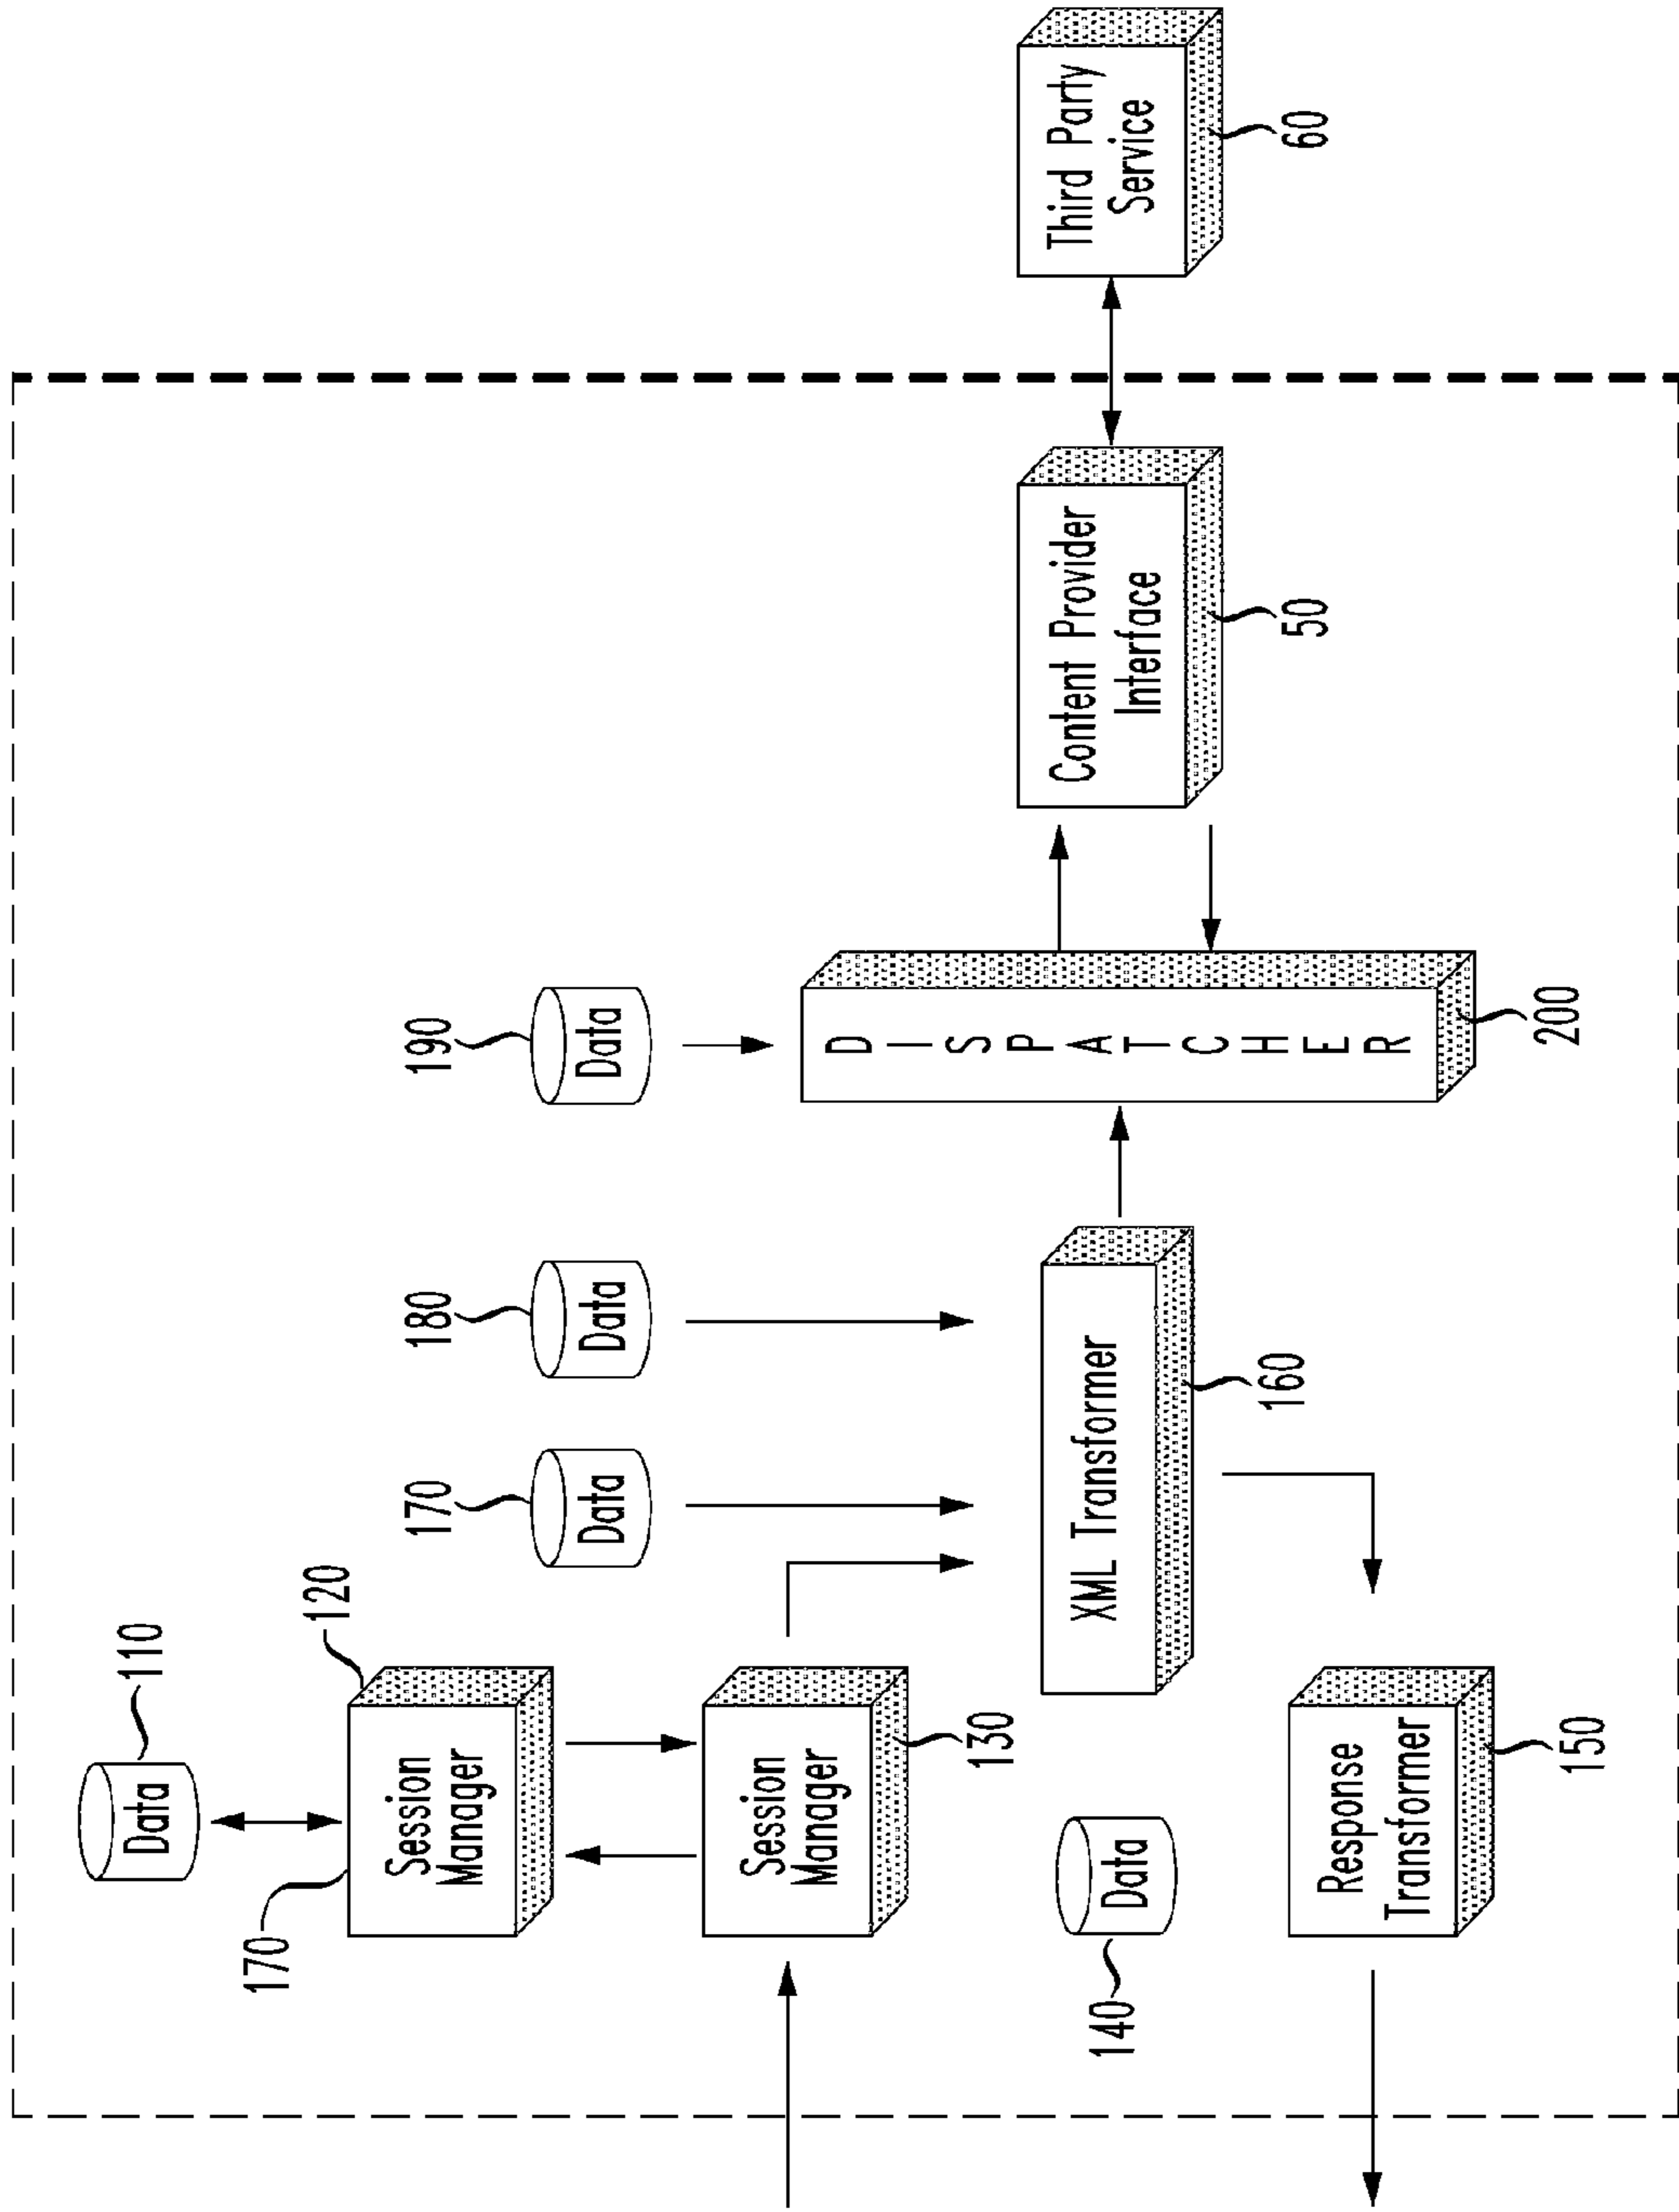 110
Data
120
170
Session
Manager
170
Data
180
Data
190
Data
Session
Manager
130
140
Data
XML Transformer
160
DISPATCHER
200
Content Provider
Interface
50
Third Party
Service
60
Response
Transformer
150